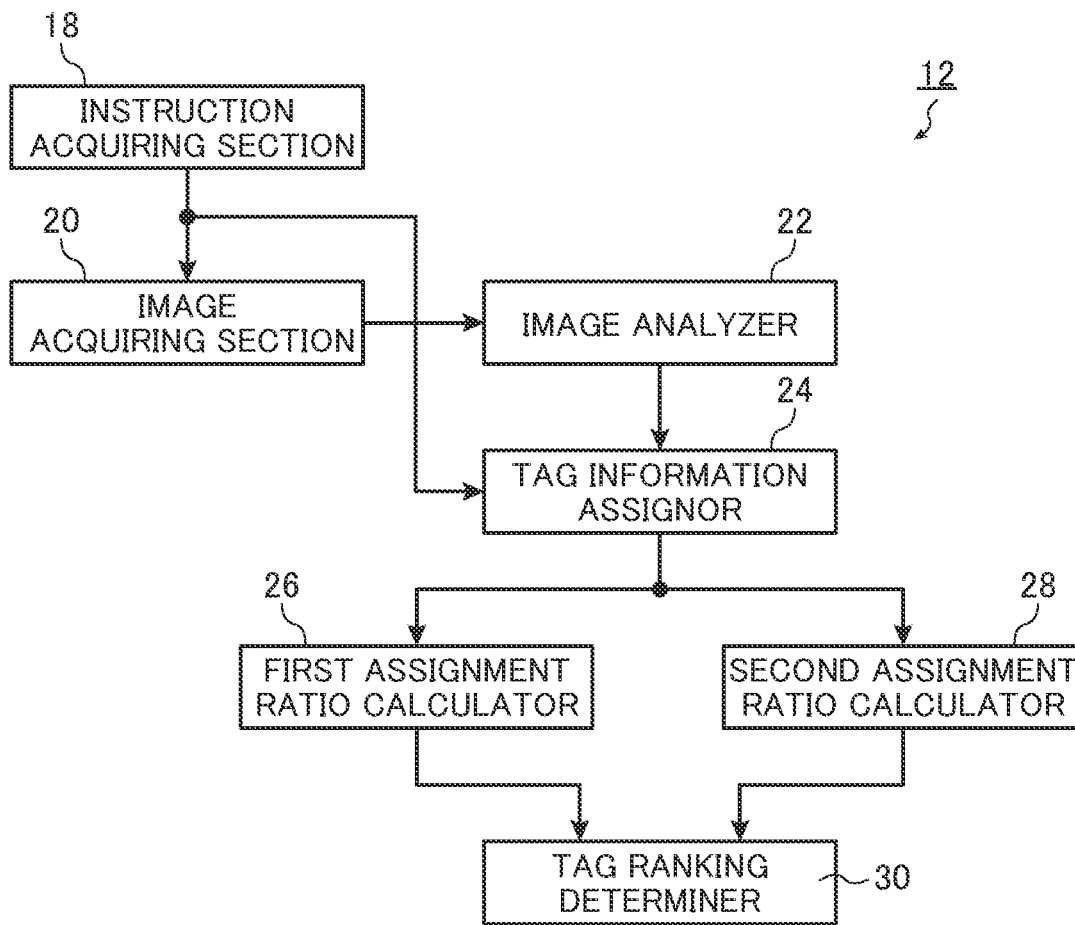 18
12
INSTRUCTION
ACQUIRING SECTION
20
22
IMAGE
ACQUIRING SECTION
IMAGE ANALYZER
24
TAG INFORMATION
ASSIGNOR
26
28
FIRST ASSIGNMENT
RATIO CALCULATOR
SECOND ASSIGNMENT
RATIO CALCULATOR
TAG RANKING
DETERMINER
30